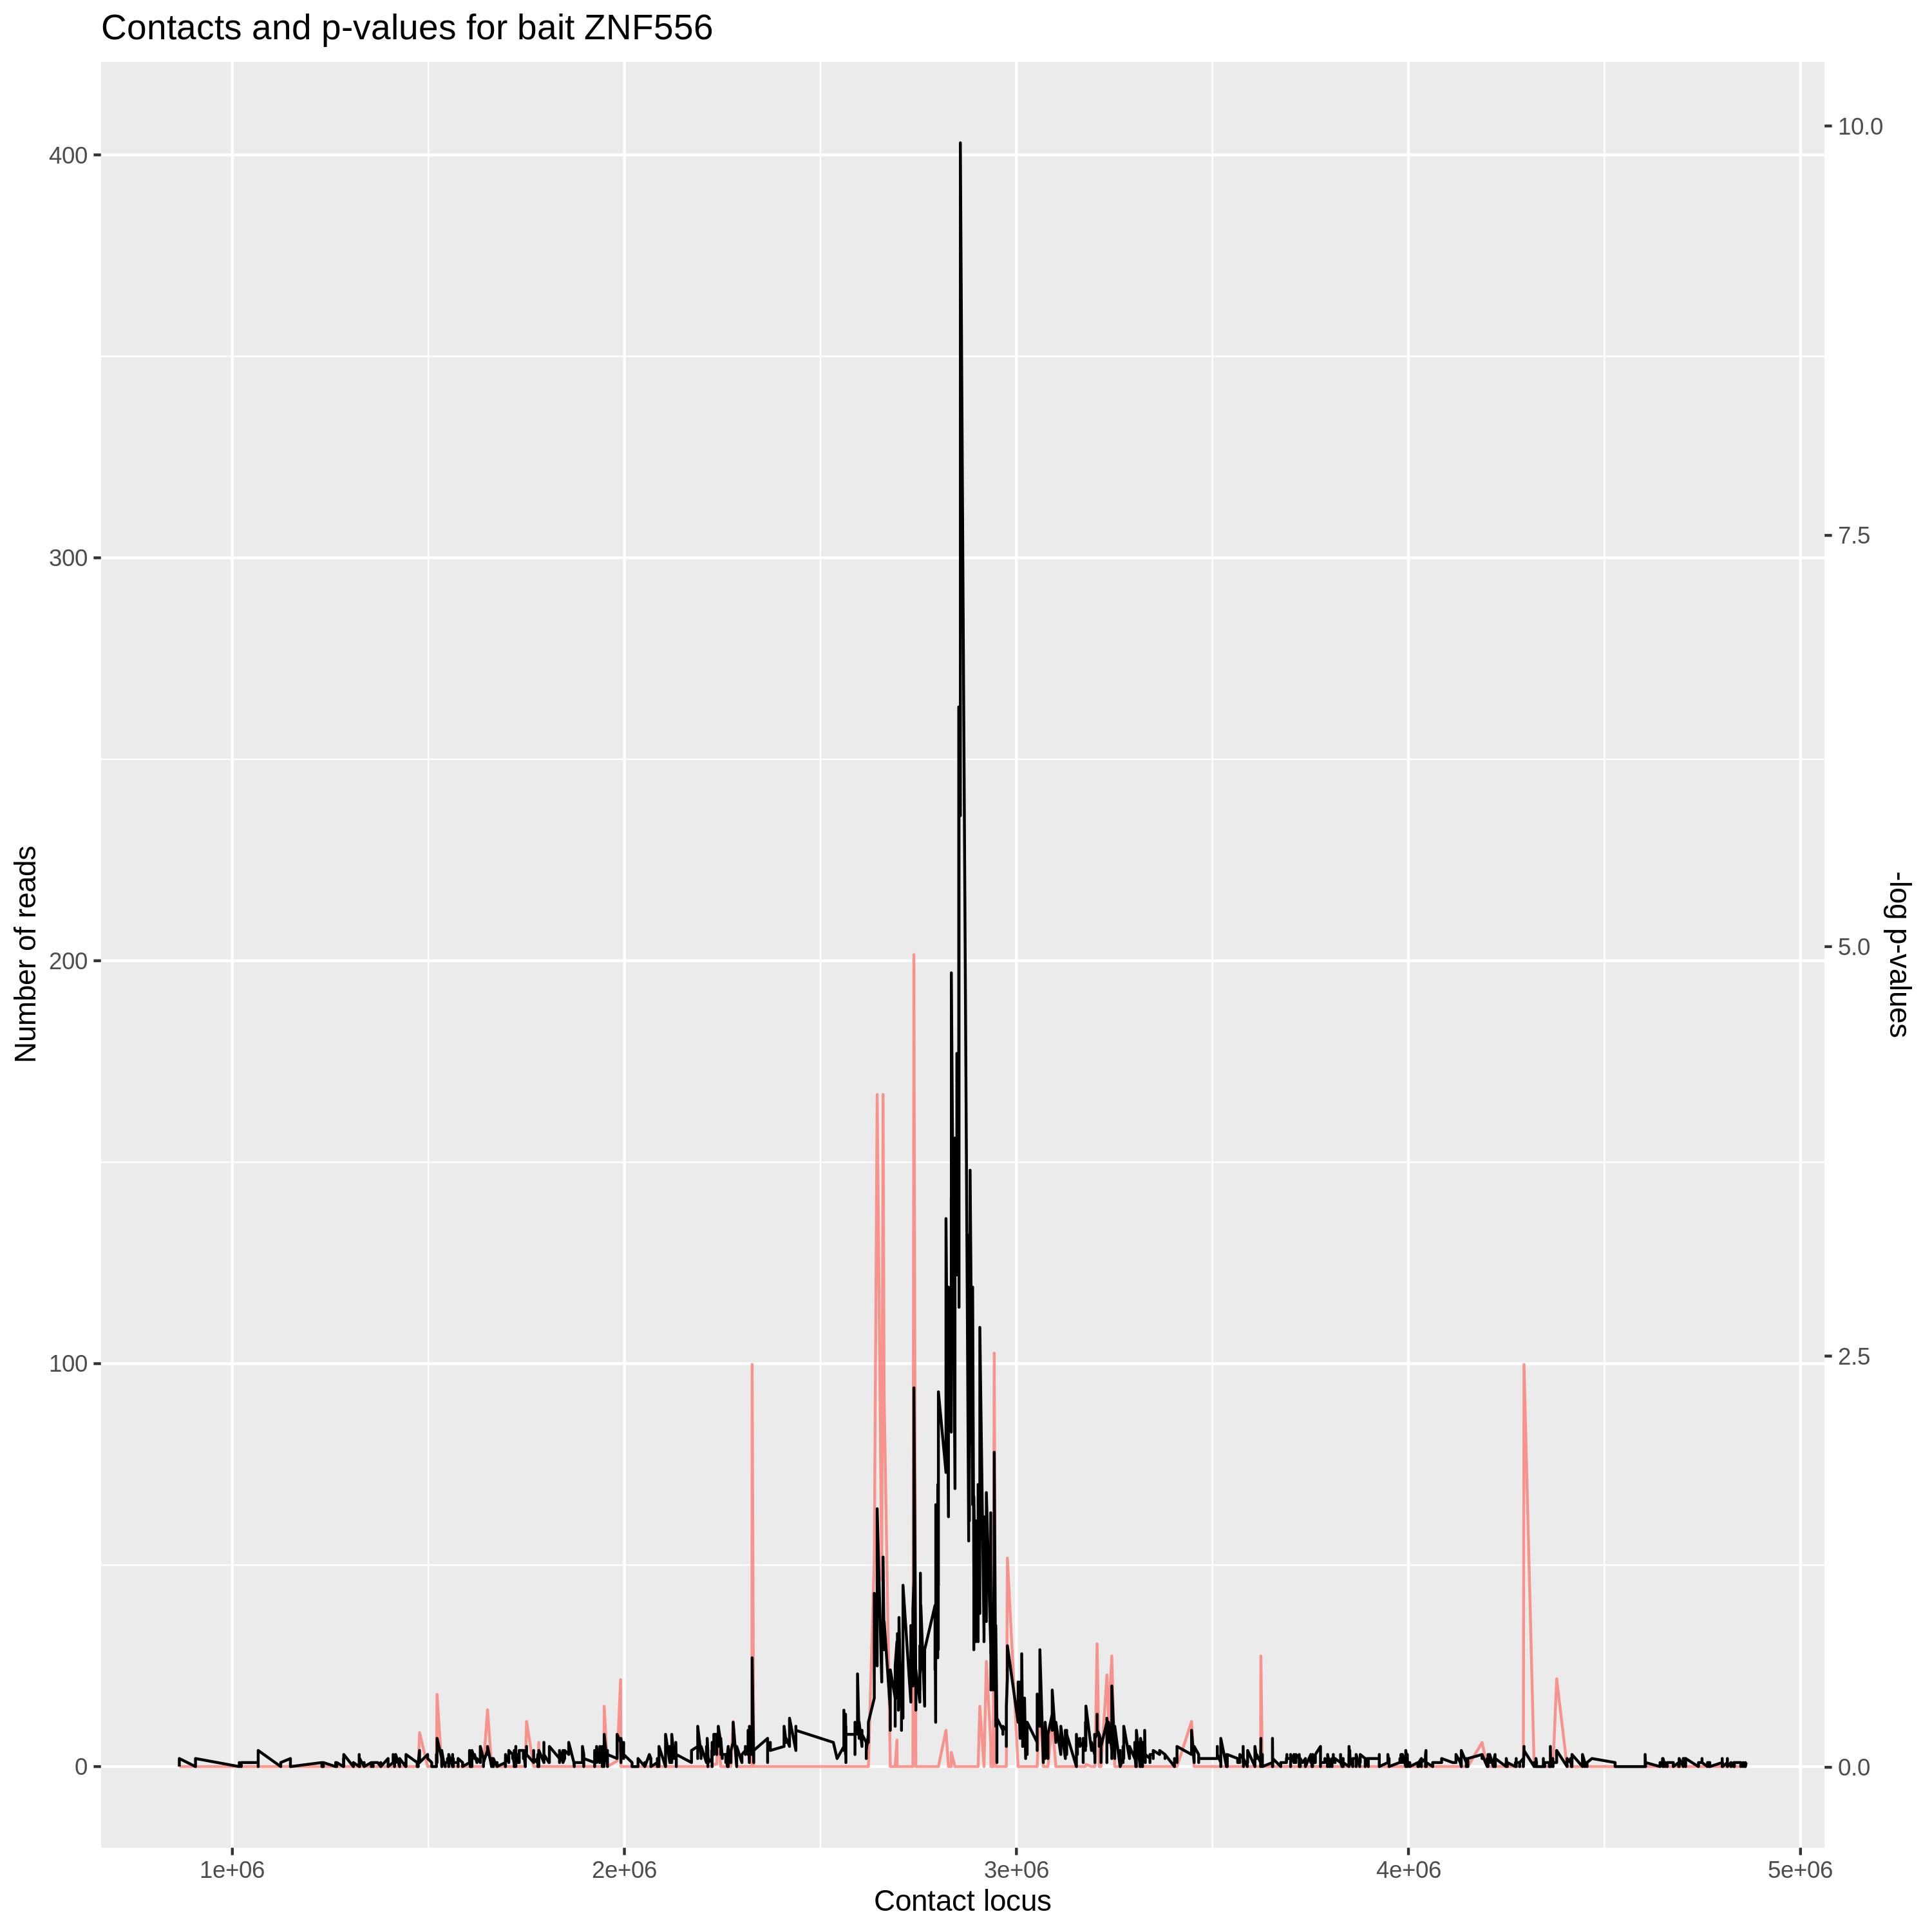 Contacts and p-values for bait ZNF556
400
300
200
100
0
Number of reads
10.0
7.5
5.0
2.5
0.0
-log p-values
1e+06
2e+06
3e+06
4e+06
5e+06
Contact locus